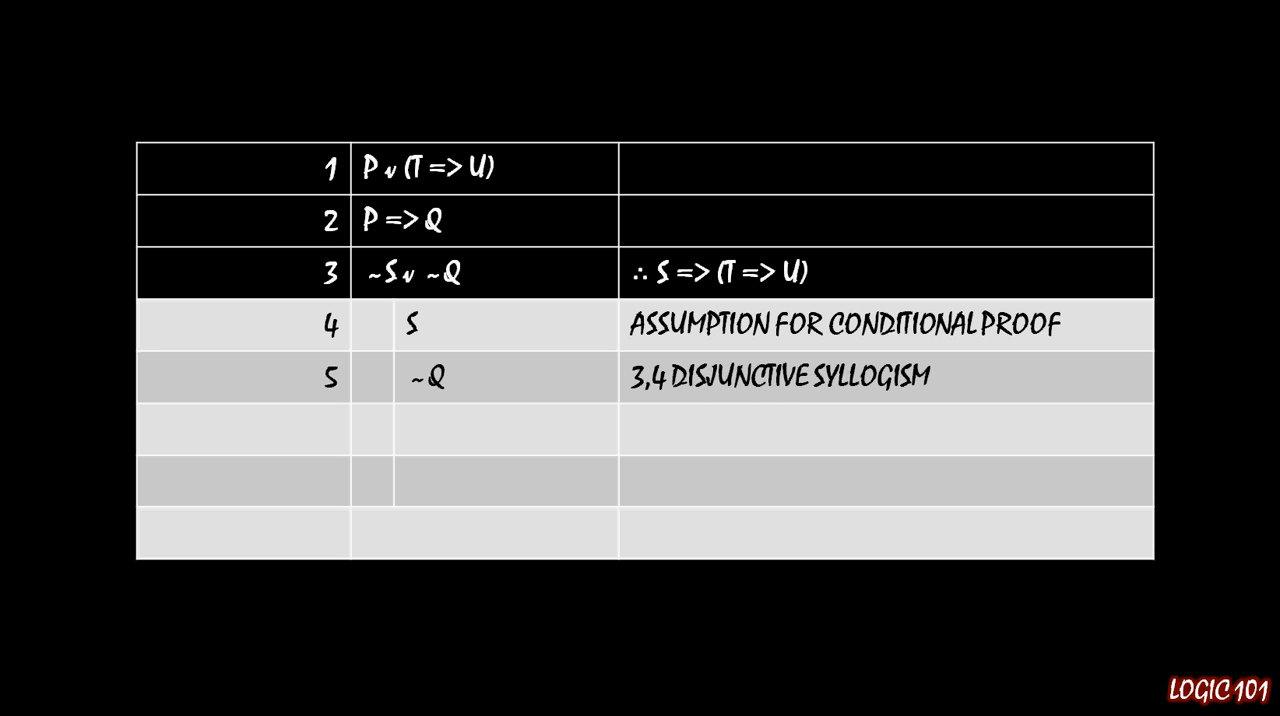 1 P v (T => U)
2 P => Q
3 ~S v ~Q ∴ S => (T => U)
4 S ASSUMPTION FOR CONDITIONAL PROOF
5 ~Q 3,4 DISJUNCTIVE SYLLOGISM
LOGIC 101